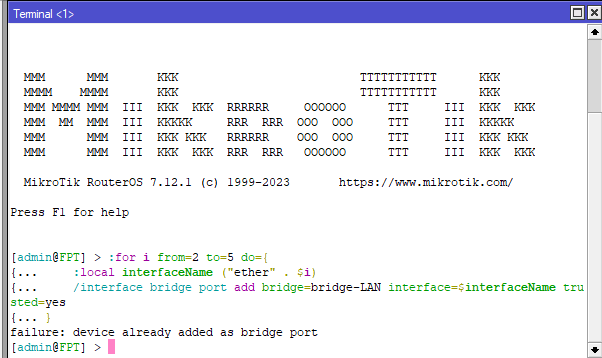 Terminal <1>
MMM      MMM       KKK                          TTTTTTTTTTT      KKK
MMMM    MMMM       KKK                          TTTTTTTTTTT      KKK
MMM MMMM MMM  III  KKK  KKK  RRRRRR     OOOOOO      TTT     III  KKK  KKK
MMM  MM  MMM  III  KKKKK     RRR  RRR  OOO  OOO     TTT     III  KKKKK
MMM      MMM  III  KKK KKK   RRRRRR    OOO  OOO     TTT     III  KKK KKK
MMM      MMM  III  KKK  KKK  RRR  RRR   OOOOOO      TTT     III  KKK  KKK
MikroTik RouterOS 7.12.1 (c) 1999-2023       https://www.mikrotik.com/
Press F1 for help
[admin@FPT] > :for i from=2 to=5 do={
{...     :local interfaceName ("ether" . $i)
{...     /interface bridge port add bridge=bridge-LAN interface=$interfaceName tru
sted=yes
{... }
failure: device already added as bridge port
[admin@FPT] >